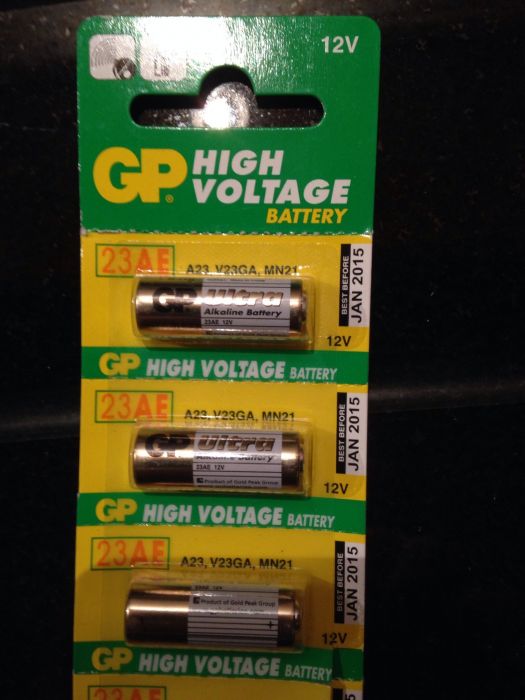 12V
GP HIGH VOLTAGE
BATTERY
23AE
A23, V23GA, MN21
BEST BEFORE
JAN 2015
GP Ultra
Alkaline Battery
23AE 12V
12V
GP HIGH VOLTAGE BATTERY
23AE
A23, V23GA, MN21
BEST BEFORE
JAN 2015
GP Ultra
Alkaline Battery
23AE 12V
Product of Gold Peak Group
12V
GP HIGH VOLTAGE BATTERY
23AE
A23, V23GA, MN21
BEST BEFORE
JAN 2015
23AE 12V
Product of Gold Peak Group
+
12V
GP HIGH VOLTAGE BATTERY
23AE